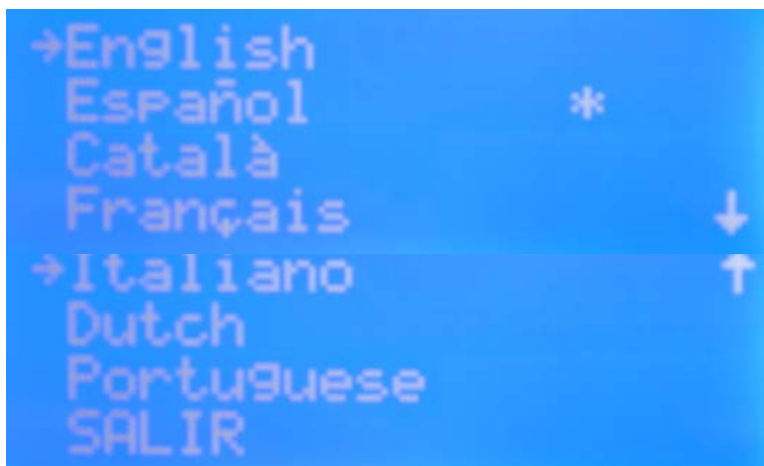 →English
Español *
Català
Français ↓
→Italiano ↑
Dutch
Portuguese
SALIR